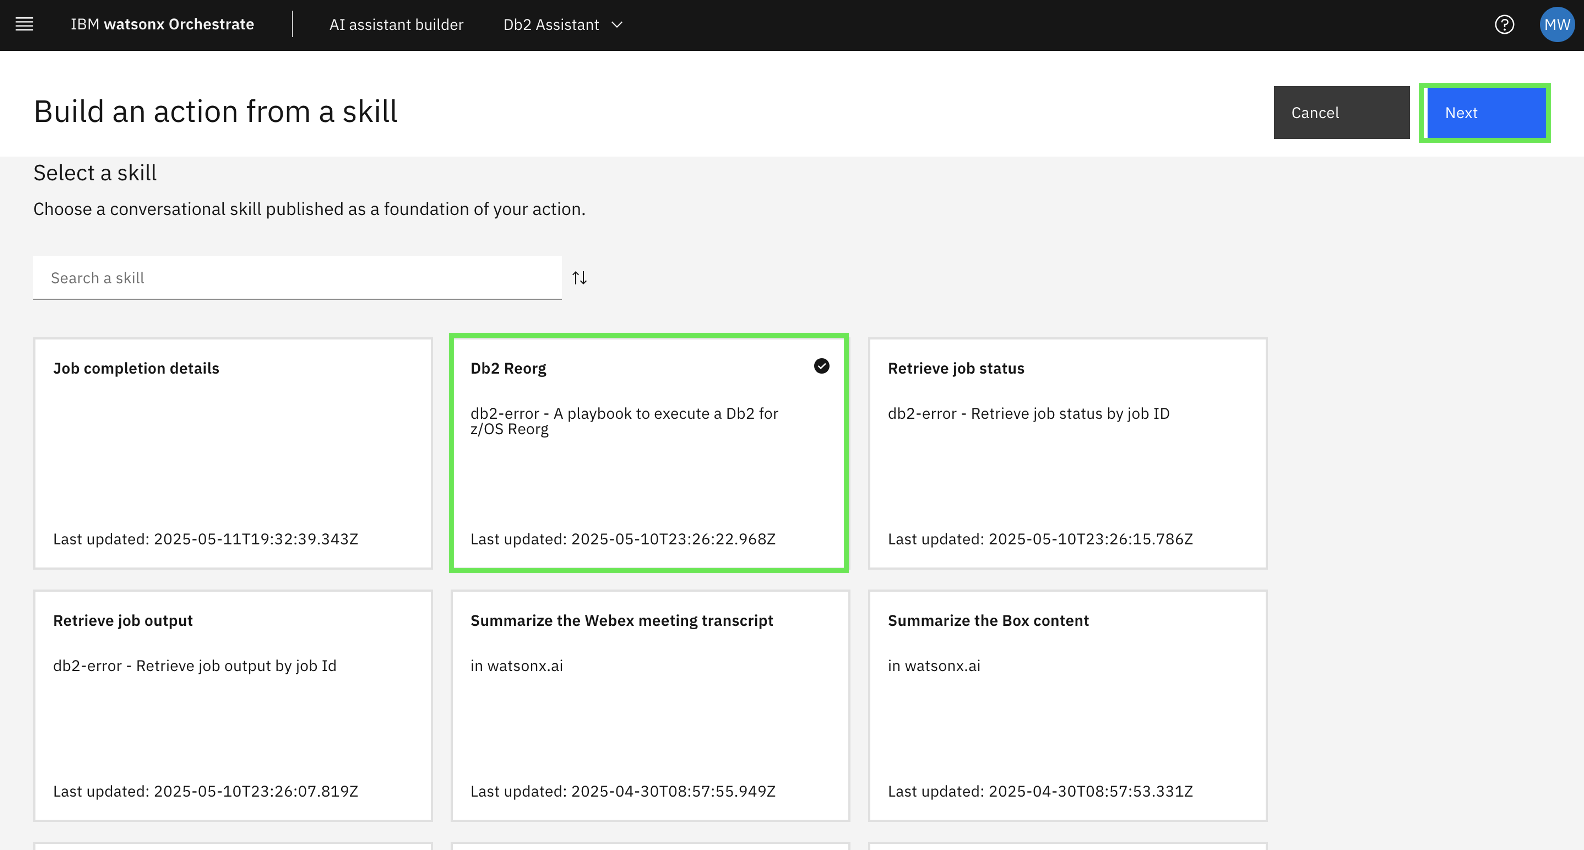 IBM watsonx Orchestrate
AI assistant builder
Db2 Assistant
MW
Build an action from a skill
Cancel
Next
Select a skill
Choose a conversational skill published as a foundation of your action.
Search a skill
Job completion details
Last updated: 2025-05-11T19:32:39.343Z
Db2 Reorg
db2-error - A playbook to execute a Db2 for
z/OS Reorg
Last updated: 2025-05-10T23:26:22.968Z
Retrieve job status
db2-error - Retrieve job status by job ID
Last updated: 2025-05-10T23:26:15.786Z
Retrieve job output
db2-error - Retrieve job output by job Id
Last updated: 2025-05-10T23:26:07.819Z
Summarize the Webex meeting transcript
in watsonx.ai
Last updated: 2025-04-30T08:57:55.949Z
Summarize the Box content
in watsonx.ai
Last updated: 2025-04-30T08:57:53.331Z